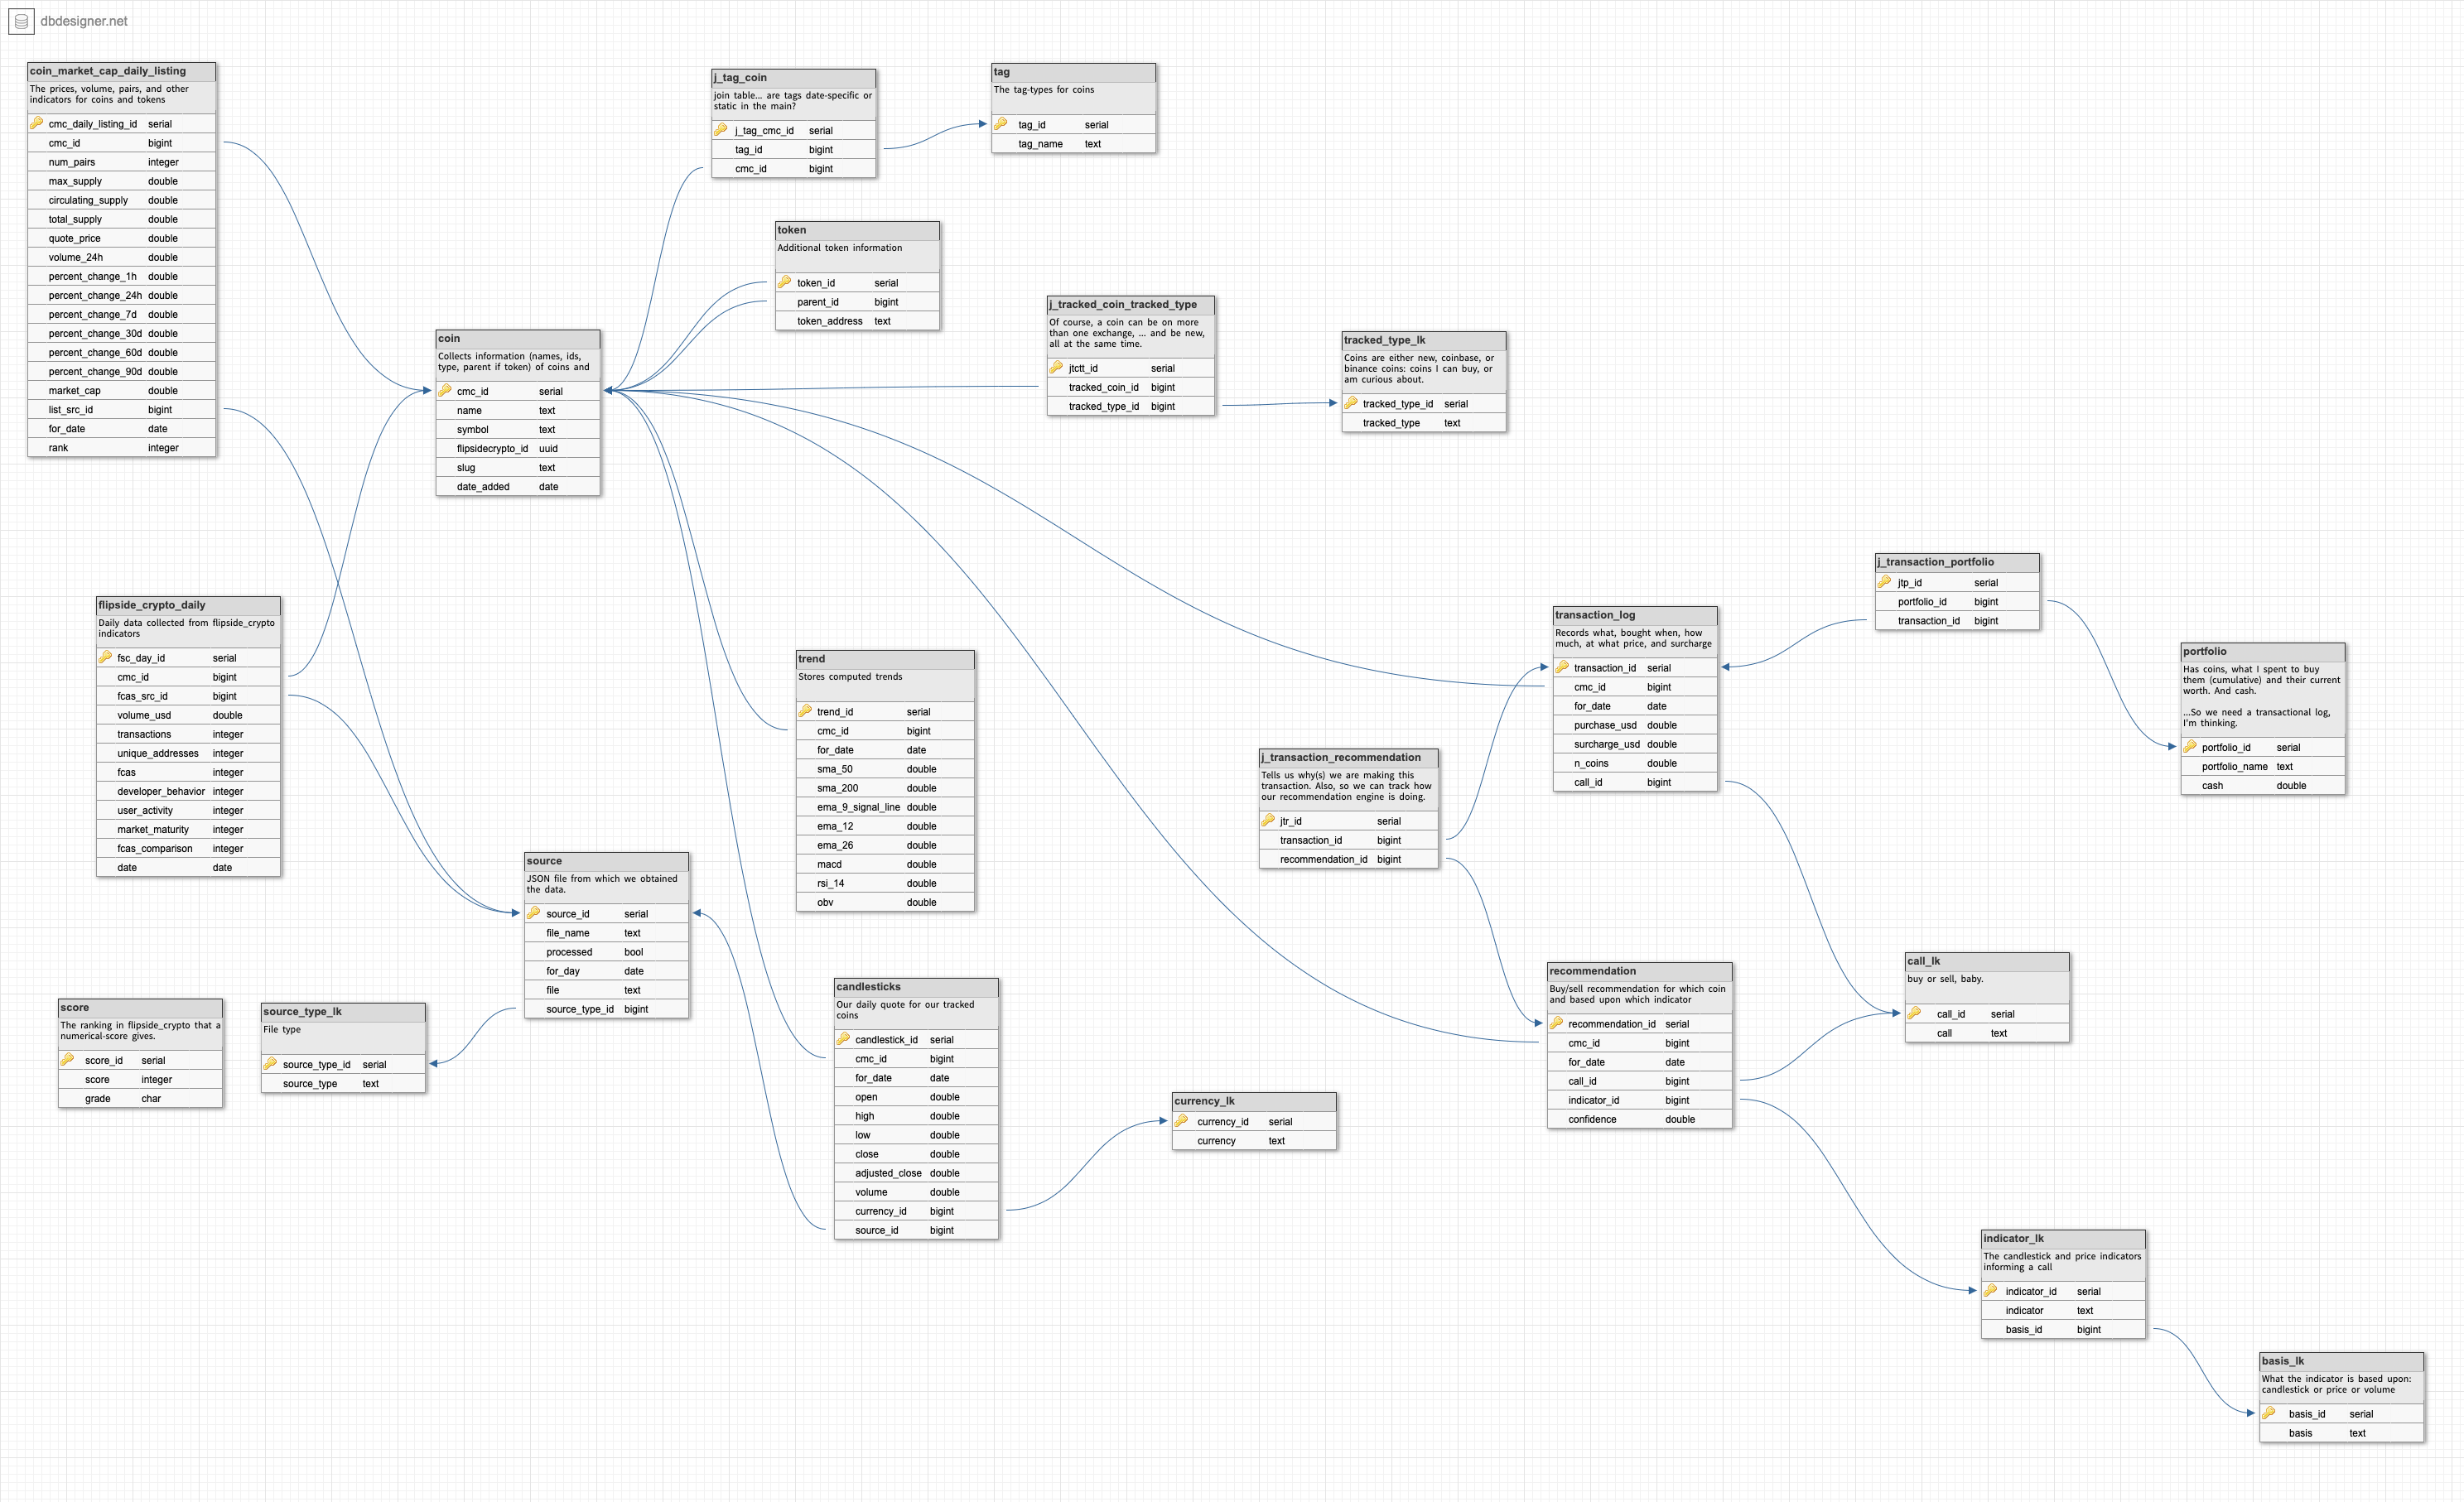 dbdesigner.net
coin_market_cap_daily_listing
The prices, volume, pairs, and other
indicators for coins and tokens
cmc_daily_listing_id serial
cmc_id bigint
num_pairs integer
max_supply double
circulating_supply double
total_supply double
quote_price double
volume_24h double
percent_change_1h double
percent_change_24h double
percent_change_7d double
percent_change_30d double
percent_change_60d double
percent_change_90d double
market_cap double
list_src_id bigint
for_date date
rank integer
j_tag_coin
join table... are tags date-specific or
static in the main?
j_tag_cmc_id serial
tag_id bigint
cmc_id bigint
tag
The tag-types for coins
tag_id serial
tag_name text
token
Additional token information
token_id serial
parent_id bigint
token_address text
coin
Collects information (names, ids,
type, parent if token) of coins and
cmc_id serial
name text
symbol text
flipsidecrypto_id uuid
slug text
date_added date
j_tracked_coin_tracked_type
Of course, a coin can be on more
than one exchange, ... and be new,
all at the same time.
jtctt_id serial
tracked_coin_id bigint
tracked_type_id bigint
tracked_type_lk
Coins are either new, coinbase, or
binance coins: coins I can buy, or
am curious about.
tracked_type_id serial
tracked_type text
flipside_crypto_daily
Daily data collected from flipside_crypto
indicators
fsc_day_id serial
cmc_id bigint
fcas_src_id bigint
volume_usd double
transactions integer
unique_addresses integer
fcas integer
developer_behavior integer
user_activity integer
market_maturity integer
fcas_comparison integer
date date
trend
Stores computed trends
trend_id serial
cmc_id bigint
for_date date
sma_50 double
sma_200 double
ema_9_signal_line double
ema_12 double
ema_26 double
macd double
rsi_14 double
obv double
j_transaction_portfolio
jtp_id serial
portfolio_id bigint
transaction_id bigint
transaction_log
Records what, bought when, how
much, at what price, and surcharge
transaction_id serial
cmc_id bigint
for_date date
purchase_usd double
surcharge_usd double
n_coins double
call_id bigint
portfolio
Has coins, what I spent to buy
them (cumulative) and their current
worth. And cash.
...So we need a transactional log,
I'm thinking.
portfolio_id serial
portfolio_name text
cash double
j_transaction_recommendation
Tells us why(s) we are making this
transaction. Also, so we can track how
our recommendation engine is doing.
jtr_id serial
transaction_id bigint
recommendation_id bigint
source
JSON file from which we obtained
the data.
source_id serial
file_name text
processed bool
for_day date
file text
source_type_id bigint
score
The ranking in flipside_crypto that a
numerical-score gives.
score_id serial
score integer
grade char
source_type_lk
File type
source_type_id serial
source_type text
candlesticks
Our daily quote for our tracked
coins
candlestick_id serial
cmc_id bigint
for_date date
open double
high double
low double
close double
adjusted_close double
volume double
currency_id bigint
source_id bigint
currency_lk
currency_id serial
currency text
recommendation
Buy/sell recommendation for which coin
and based upon which indicator
recommendation_id serial
cmc_id bigint
for_date date
call_id bigint
indicator_id bigint
confidence double
call_lk
buy or sell, baby.
call_id serial
call text
indicator_lk
The candlestick and price indicators
informing a call
indicator_id serial
indicator text
basis_id bigint
basis_lk
What the indicator is based upon:
candlestick or price or volume
basis_id serial
basis text